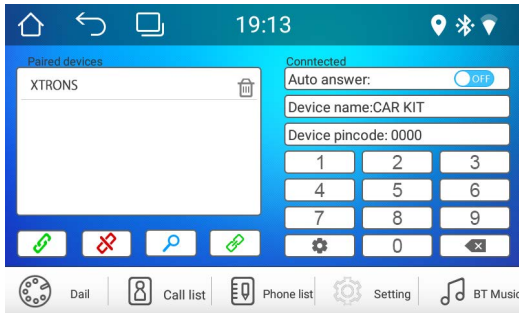 19:13
Paired devices
XTRONS
Conntected
Auto answer:
OFF
Device name:CAR KIT
Device pincode: 0000
1 2 3
4 5 6
7 8 9
0
Dail Call list Phone list Setting BT Music